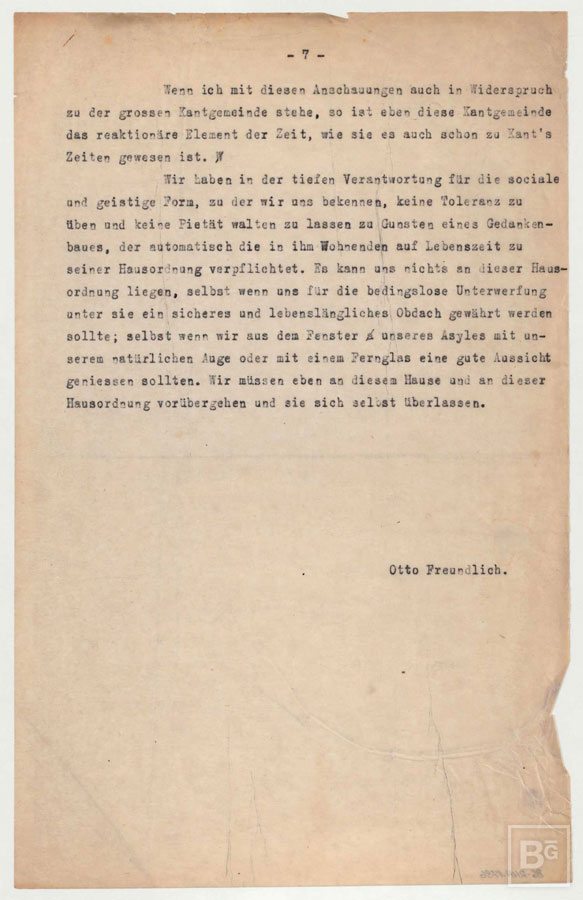 - 7 -
Wenn ich mit diesen Anschauungen auch in Widerspruch
zu der grossen Kantgemeinde stehe, so ist eben diese Kantgemeinde
das reaktionäre Element der Zeit, wie sie es auch schon zu Kant's
Zeiten gewesen ist.
Wir haben in der tiefen Verantwortung für die sociale
und geistige Form, zu der wir uns bekennen, keine Toleranz zu
üben und keine Pietät walten zu lassen zu Gunsten eines Gedanken-
baues, der automatisch die in ihm Wohnenden auf Lebenszeit zu
seiner Hausordnung verpflichtet. Es kann uns nichts an dieser Haus-
ordnung liegen, selbst wenn uns für die bedingslose Unterwerfung
unter sie ein sicheres und lebenslängliches Obdach gewährt werden
sollte; selbst wenn wir aus dem Fenster unseres Asyles mit un-
serem natürlichen Auge oder mit einem Fernglas eine gute Aussicht
geniessen sollten. Wir müssen eben an diesem Hause und an dieser
Hausordnung vorübergehen und sie sich selbst überlassen.
Otto Freundlich.
BG